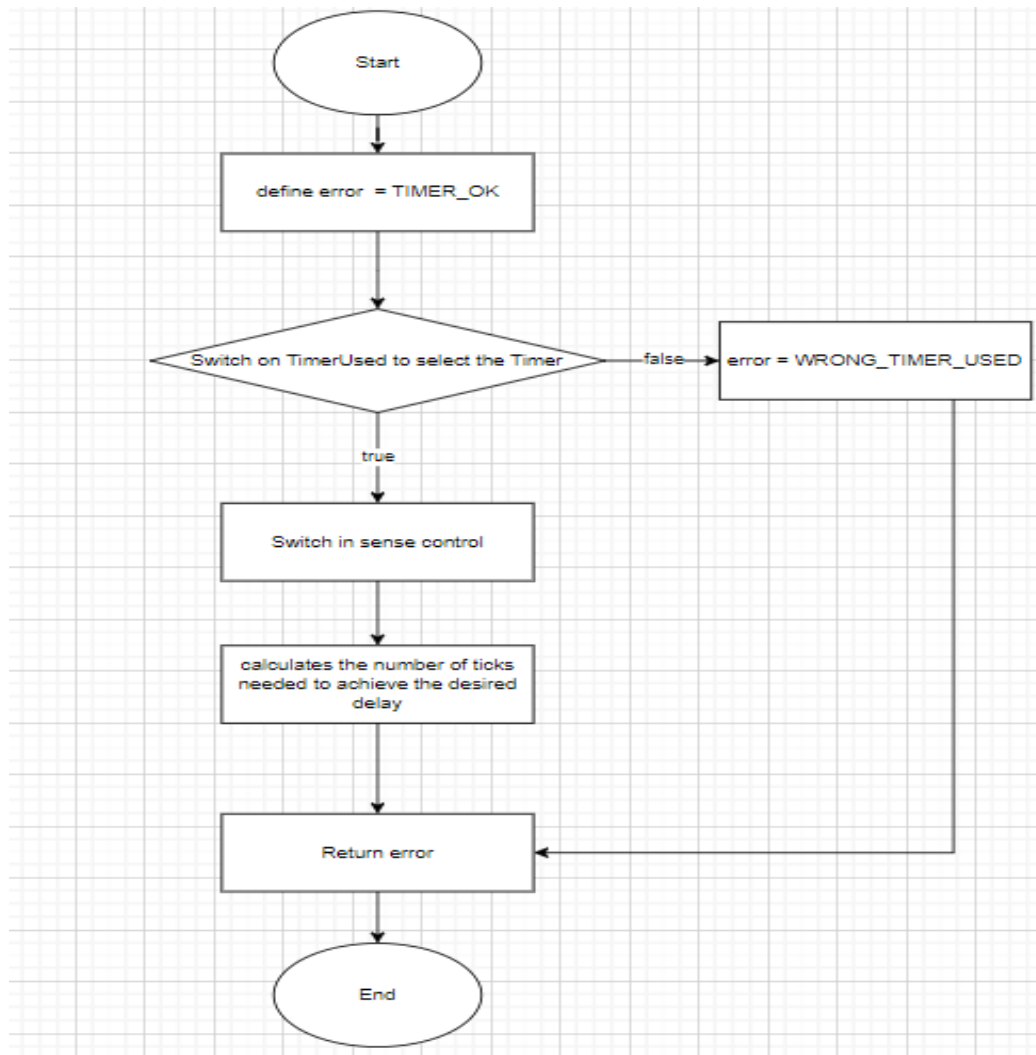 Start
define error  = TIMER_OK
Switch on TimerUsed to select the Timer
false
error = WRONG_TIMER_USED
true
Switch in sense control
calculates the number of ticks
needed to achieve the desired
delay
Return error
End